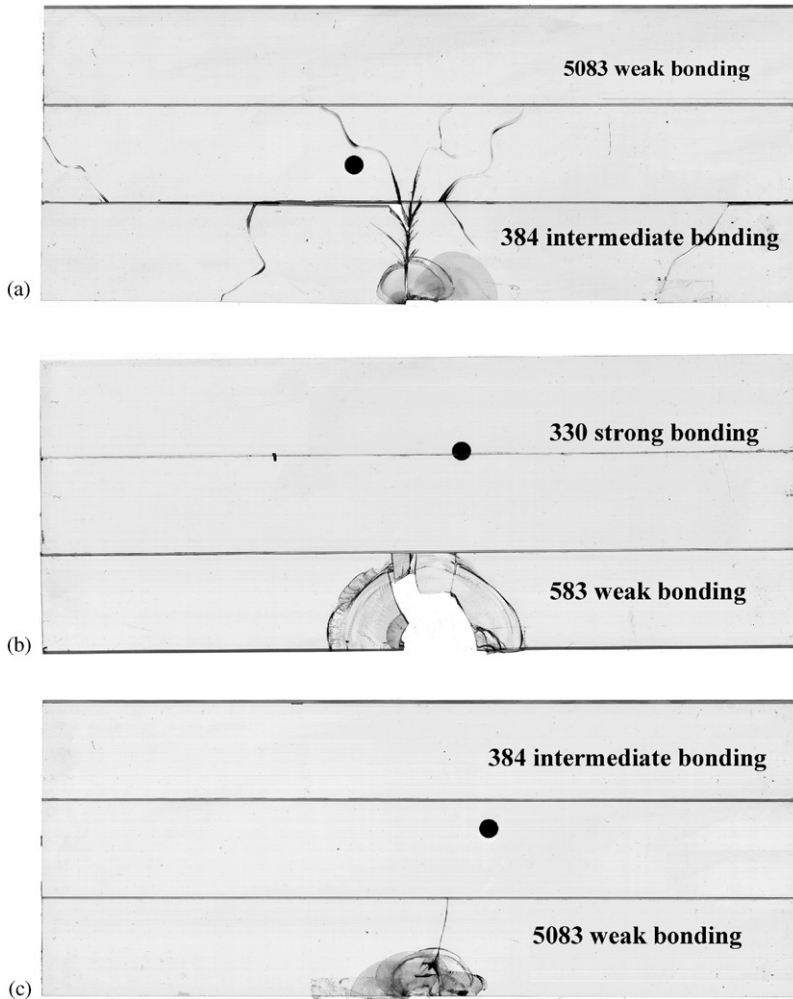 5083 weak bonding
384 intermediate bonding
(a)
330 strong bonding
583 weak bonding
(b)
384 intermediate bonding
5083 weak bonding
(c)